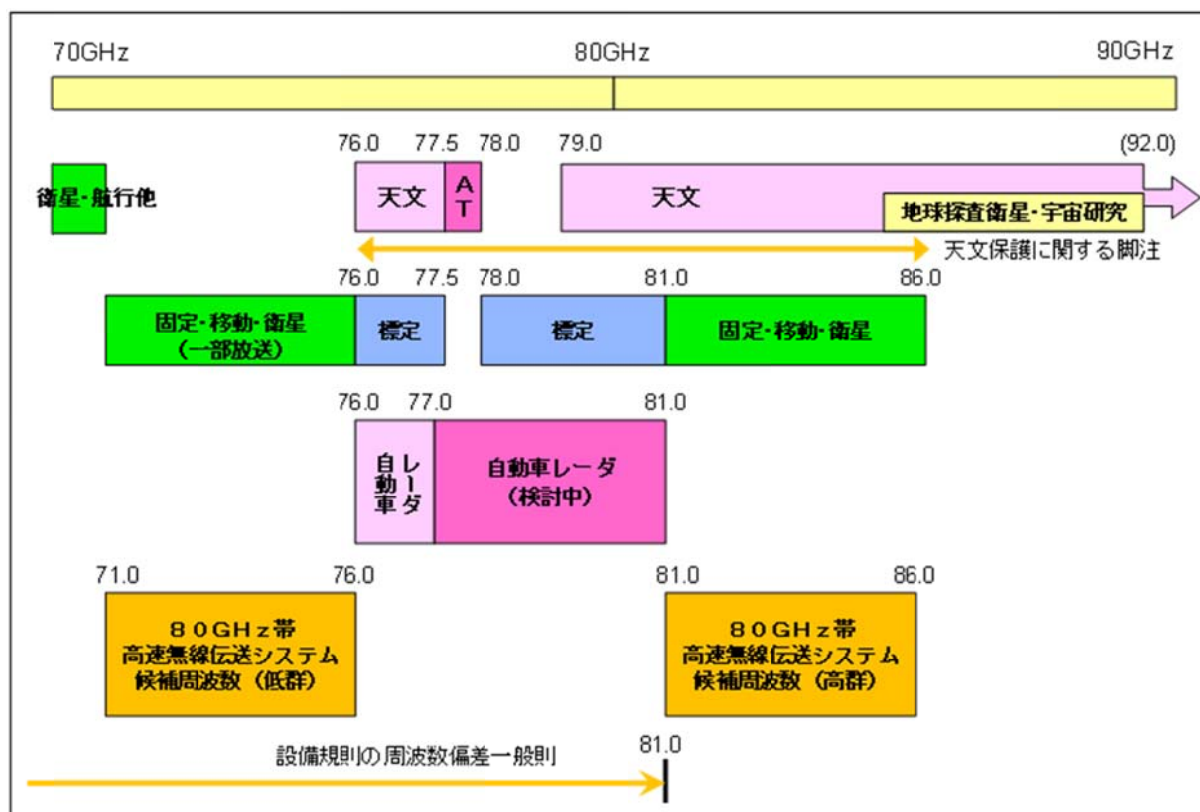 70GHz 80GHz 90GHz
76.0 77.5 78.0 79.0 (92.0)
衛星・航行他
天文
AT
天文
地球探査衛星・宇宙研究
天文保護に関する脚注
76.0 77.5 78.0 81.0 86.0
固定・移動・衛星
(一部放送)
標定
標定
固定・移動・衛星
76.0 77.0 81.0
自動車
レーダ
自動車レーダ
(検討中)
71.0 76.0 81.0 86.0
80GHz帯
高速無線伝送システム
候補周波数(低群)
80GHz帯
高速無線伝送システム
候補周波数(高群)
設備規則の周波数偏差一般則
81.0